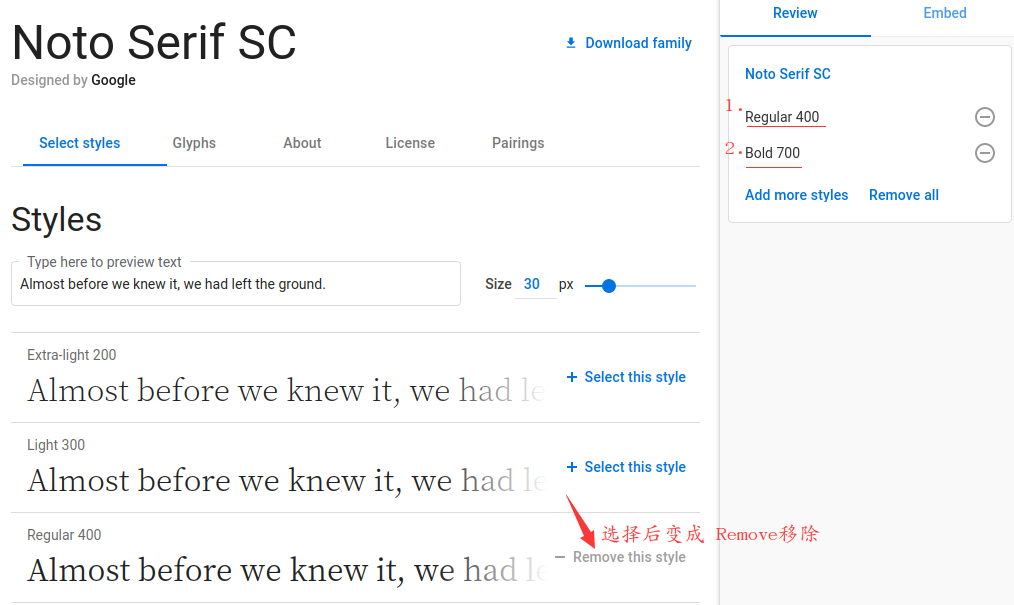 Noto Serif SC
Download family
Designed by Google
Select styles
Glyphs
About
License
Pairings
Styles
Type here to preview text
Almost before we knew it, we had left the ground.
Size 30 px
Extra-light 200
Almost before we knew it, we had le
Select this style
Light 300
Almost before we knew it, we had le
Select this style
选择后变成 Remove移除
Regular 400
Almost before we knew it, we had le
Remove this style
Review
Embed
Noto Serif SC
1. Regular 400
2. Bold 700
Add more styles
Remove all